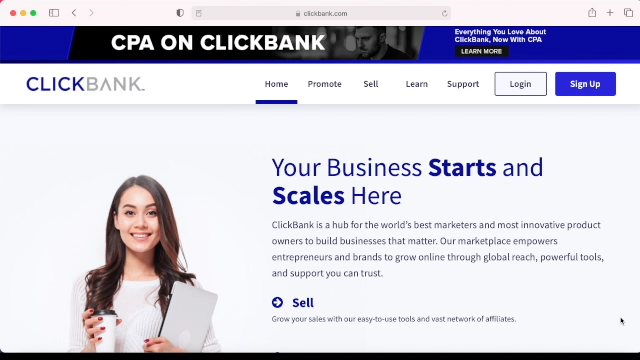 clickbank.com
CPA ON CLICKBANK
Everything You Love About
ClickBank, Now With CPA
LEARN MORE
CLICKBANK
Home Promote Sell Learn Support Login Sign Up
Your Business Starts and
Scales Here
ClickBank is a hub for the world's best marketers and most innovative product
owners to build businesses that matter. Our marketplace empowers
entrepreneurs and brands to grow online through global reach, powerful tools,
and support you can trust.
Sell
Grow your sales with our easy-to-use tools and vast network of affiliates.